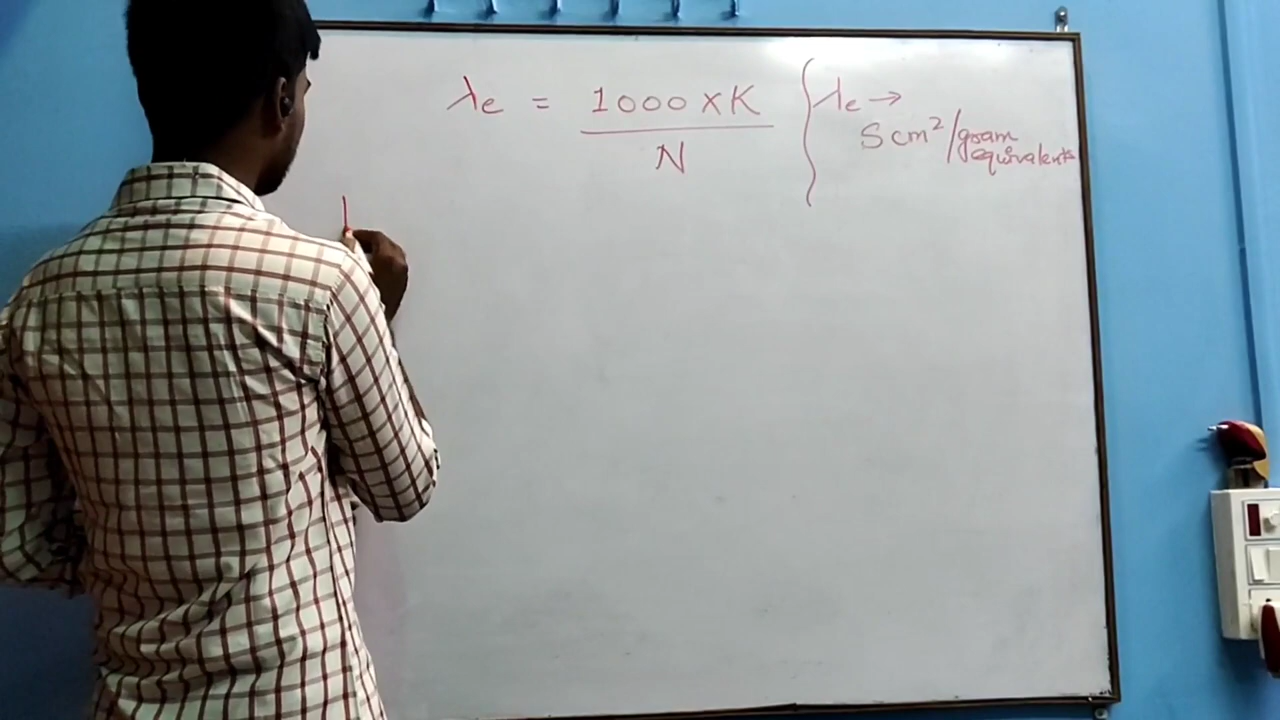 λe = 1000 × K
N
λe →
S cm²/gram
equivalents